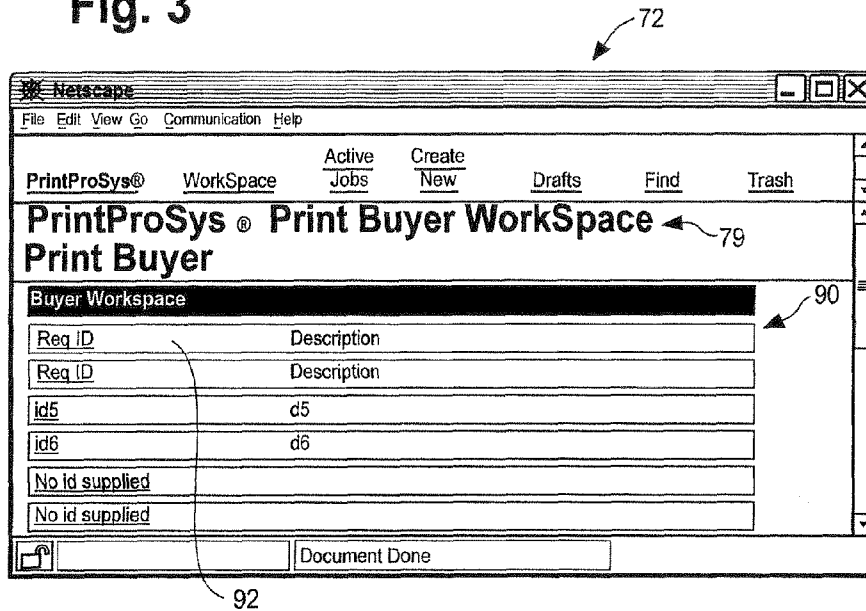 Fig. 3
72
Netscape
File Edit View Go Communication Help
Active Create
PrintProSys® WorkSpace Jobs New Drafts Find Trash
PrintProSys ® Print Buyer WorkSpace
79
Print Buyer
Buyer Workspace
90
Req ID Description
Req ID Description
id5 d5
id6 d6
No id supplied
No id supplied
Document Done
92